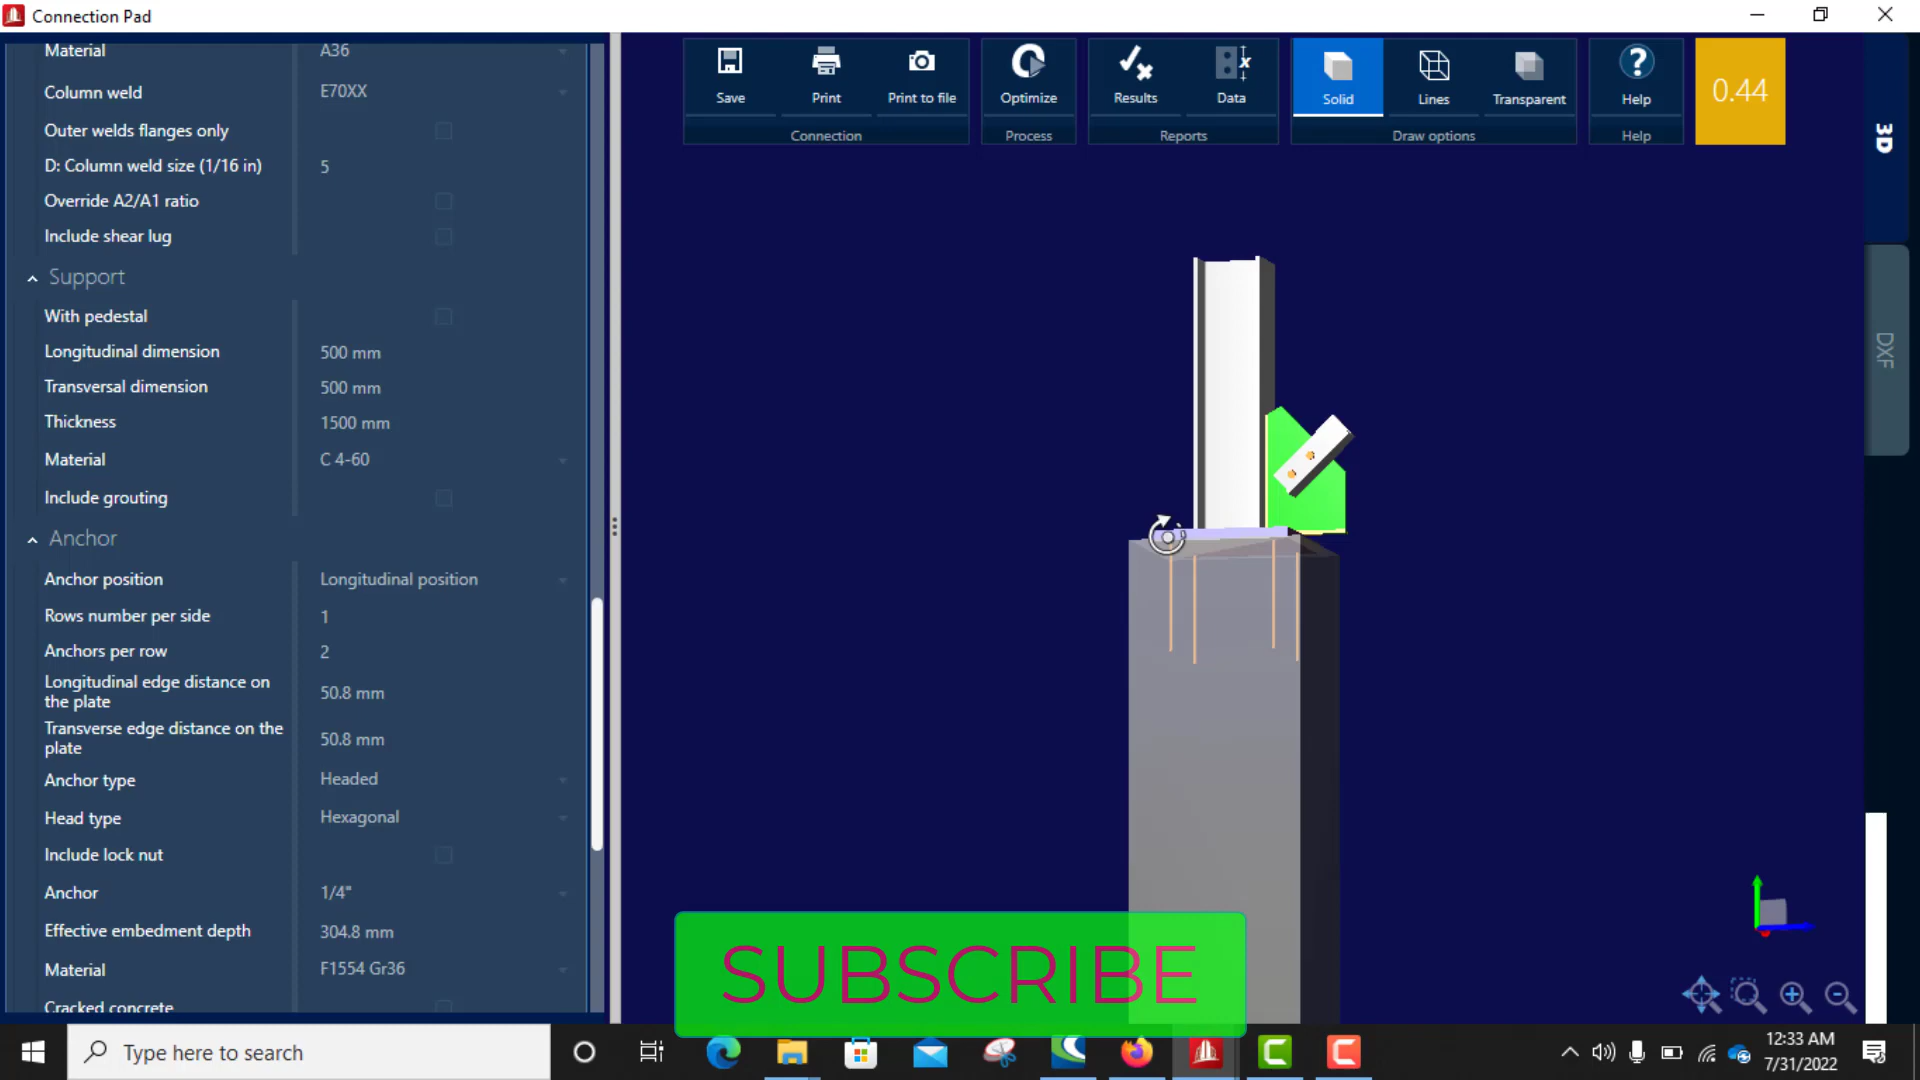 Connection Pad
Material A36
Column weld E70XX
Outer welds flanges only
D: Column weld size (1/16 in) 5
Override A2/A1 ratio
Include shear lug
Support
With pedestal
Longitudinal dimension 500 mm
Transversal dimension 500 mm
Thickness 1500 mm
Material C 4-60
Include grouting
Anchor
Anchor position Longitudinal position
Rows number per side 1
Anchors per row 2
Longitudinal edge distance on
the plate 50.8 mm
Transverse edge distance on the
plate 50.8 mm
Anchor type Headed
Head type Hexagonal
Include lock nut
Anchor 1/4"
Effective embedment depth 304.8 mm
Material F1554 Gr36
Cracked concrete
Save Print Print to file Optimize Results Data Solid Lines Transparent Help 0.44
Connection Process Reports Draw options Help
3D
DXF
SUBSCRIBE
Type here to search
12:33 AM
7/31/2022